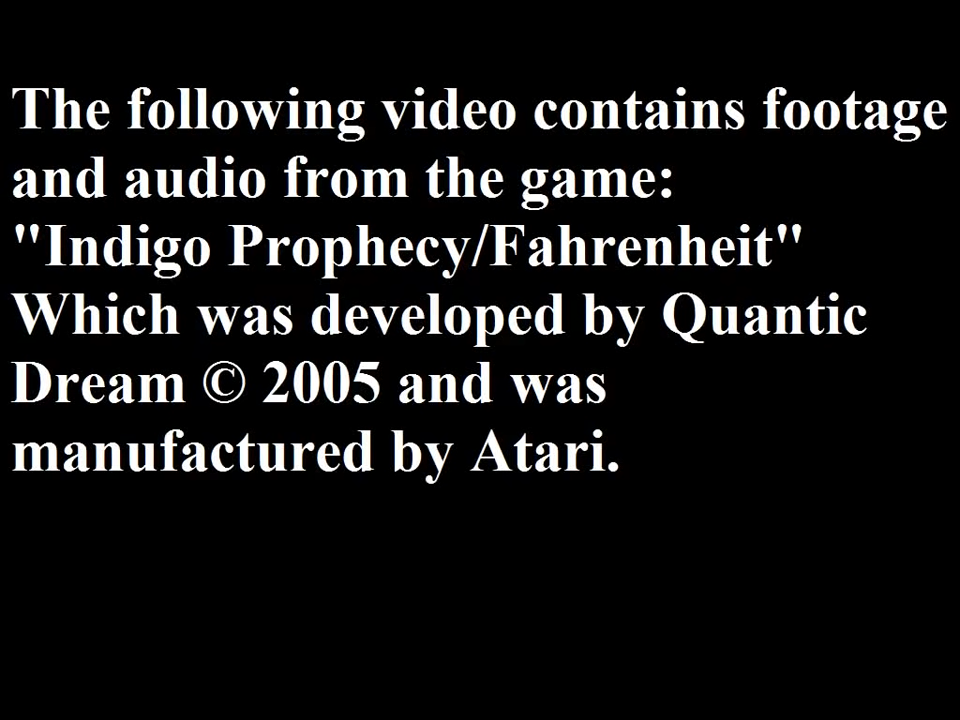 The following video contains footage
and audio from the game:
"Indigo Prophecy/Fahrenheit"
Which was developed by Quantic
Dream © 2005 and was
manufactured by Atari.